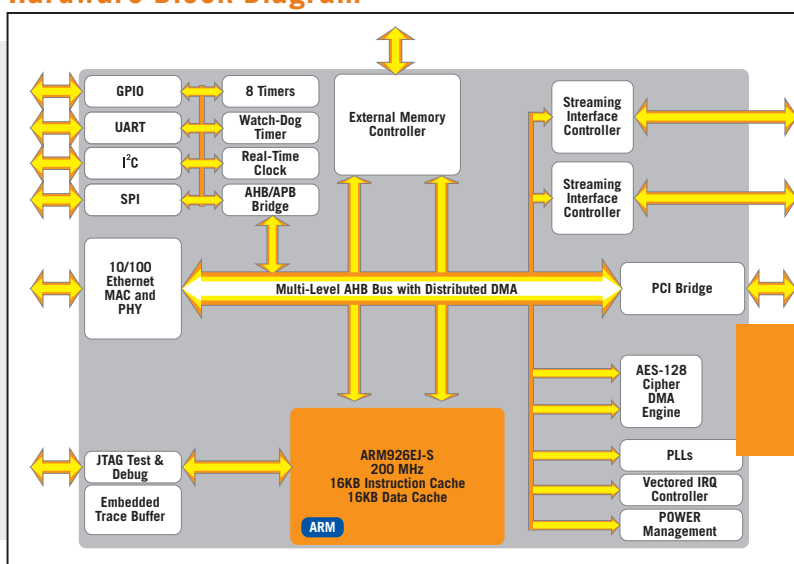 Hardware Block Diagram
GPIO
UART
I²C
SPI
8 Timers
Watch-Dog
Timer
Real-Time
Clock
AHB/APB
Bridge
External Memory
Controller
Streaming
Interface
Controller
Streaming
Interface
Controller
10/100
Ethernet
MAC and
PHY
Multi-Level AHB Bus with Distributed DMA
PCI Bridge
AES-128
Cipher
DMA
Engine
JTAG Test &
Debug
Embedded
Trace Buffer
ARM926EJ-S
200 MHz
16KB Instruction Cache
16KB Data Cache
ARM
PLLs
Vectored IRQ
Controller
POWER
Management